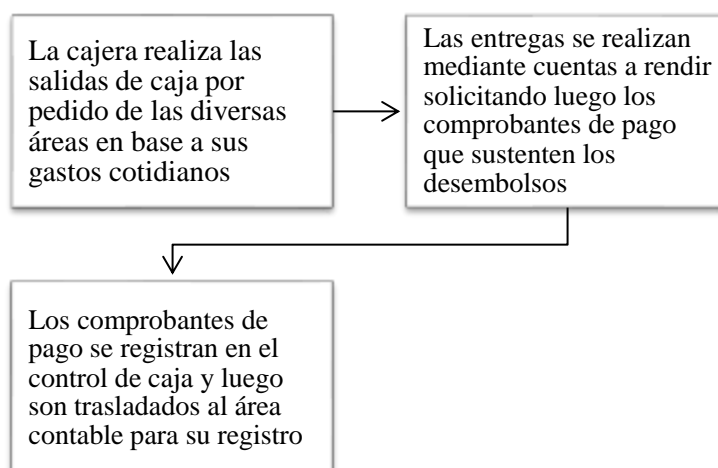 La cajera realiza las
salidas de caja por
pedido de las diversas
áreas en base a sus
gastos cotidianos
Las entregas se realizan
mediante cuentas a rendir
solicitando luego los
comprobantes de pago
que sustenten los
desembolsos
Los comprobantes de
pago se registran en el
control de caja y luego
son trasladados al área
contable para su registro